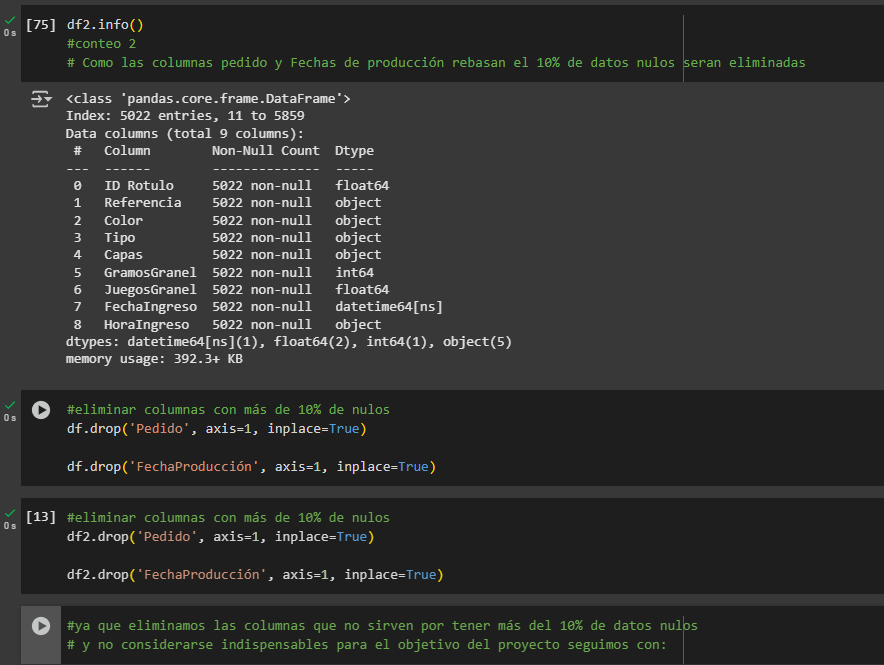 [75] df2.info()
0s
#conteo 2
# Como las columnas pedido y Fechas de producción rebasan el 10% de datos nulos seran eliminadas
<class 'pandas.core.frame.DataFrame'>
Index: 5022 entries, 11 to 5859
Data columns (total 9 columns):
 #   Column        Non-Null Count  Dtype
---  ------        --------------  -----
 0   ID Rotulo     5022 non-null   float64
 1   Referencia    5022 non-null   object
 2   Color         5022 non-null   object
 3   Tipo          5022 non-null   object
 4   Capas         5022 non-null   object
 5   GramosGranel  5022 non-null   int64
 6   JuegosGranel  5022 non-null   float64
 7   FechaIngreso  5022 non-null   datetime64[ns]
 8   HoraIngreso   5022 non-null   object
dtypes: datetime64[ns](1), float64(2), int64(1), object(5)
memory usage: 392.3+ KB
#eliminar columnas con más de 10% de nulos
0s
df.drop('Pedido', axis=1, inplace=True)
df.drop('FechaProducción', axis=1, inplace=True)
[13] #eliminar columnas con más de 10% de nulos
0s
df2.drop('Pedido', axis=1, inplace=True)
df2.drop('FechaProducción', axis=1, inplace=True)
#ya que eliminamos las columnas que no sirven por tener más del 10% de datos nulos
# y no considerarse indispensables para el objetivo del proyecto seguimos con: